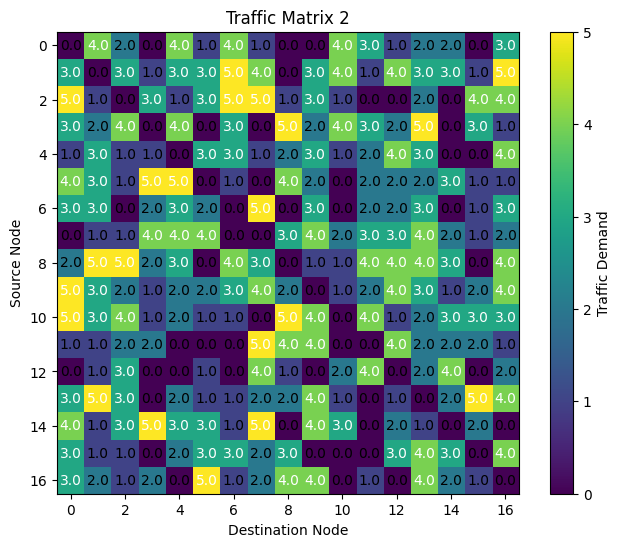 Traffic Matrix 2
0 0.0 4.0 2.0 0.0 4.0 1.0 4.0 1.0 0.0 0.0 4.0 3.0 1.0 2.0 2.0 0.0 3.0
3.0 0.0 3.0 1.0 3.0 3.0 5.0 4.0 0.0 3.0 4.0 1.0 4.0 3.0 3.0 1.0 5.0
2 5.0 1.0 0.0 3.0 1.0 3.0 5.0 5.0 1.0 3.0 1.0 0.0 0.0 2.0 0.0 4.0 4.0
3.0 2.0 4.0 0.0 4.0 0.0 3.0 0.0 5.0 2.0 4.0 3.0 2.0 5.0 0.0 3.0 1.0
4 1.0 3.0 1.0 1.0 0.0 3.0 3.0 1.0 2.0 3.0 1.0 2.0 4.0 3.0 0.0 0.0 4.0
4.0 3.0 1.0 5.0 5.0 0.0 1.0 0.0 4.0 2.0 0.0 2.0 2.0 2.0 3.0 1.0 1.0
6 3.0 3.0 0.0 2.0 3.0 2.0 0.0 5.0 0.0 3.0 0.0 2.0 2.0 3.0 0.0 1.0 3.0
0.0 1.0 1.0 4.0 4.0 4.0 0.0 0.0 3.0 4.0 2.0 3.0 3.0 4.0 2.0 1.0 2.0
8 2.0 5.0 5.0 2.0 3.0 0.0 4.0 3.0 0.0 1.0 1.0 4.0 4.0 4.0 3.0 0.0 4.0
5.0 3.0 2.0 1.0 2.0 2.0 3.0 4.0 2.0 0.0 1.0 2.0 4.0 3.0 1.0 2.0 4.0
10 5.0 3.0 4.0 1.0 2.0 1.0 1.0 0.0 5.0 4.0 0.0 4.0 1.0 2.0 3.0 3.0 3.0
1.0 1.0 2.0 2.0 0.0 0.0 0.0 5.0 4.0 4.0 0.0 0.0 4.0 2.0 2.0 2.0 1.0
12 0.0 1.0 3.0 0.0 0.0 1.0 0.0 4.0 1.0 0.0 2.0 4.0 0.0 2.0 4.0 0.0 2.0
3.0 5.0 3.0 0.0 2.0 1.0 1.0 2.0 2.0 4.0 1.0 0.0 1.0 0.0 2.0 5.0 4.0
14 4.0 1.0 3.0 5.0 3.0 3.0 1.0 5.0 0.0 4.0 3.0 0.0 2.0 1.0 0.0 2.0 0.0
3.0 1.0 1.0 0.0 2.0 3.0 3.0 2.0 3.0 0.0 0.0 0.0 3.0 4.0 3.0 0.0 4.0
16 3.0 2.0 1.0 2.0 0.0 5.0 1.0 2.0 4.0 4.0 0.0 1.0 0.0 4.0 2.0 1.0 0.0
0 2 4 6 8 10 12 14 16
Destination Node
Source Node
5
4
3
2
1
0
Traffic Demand